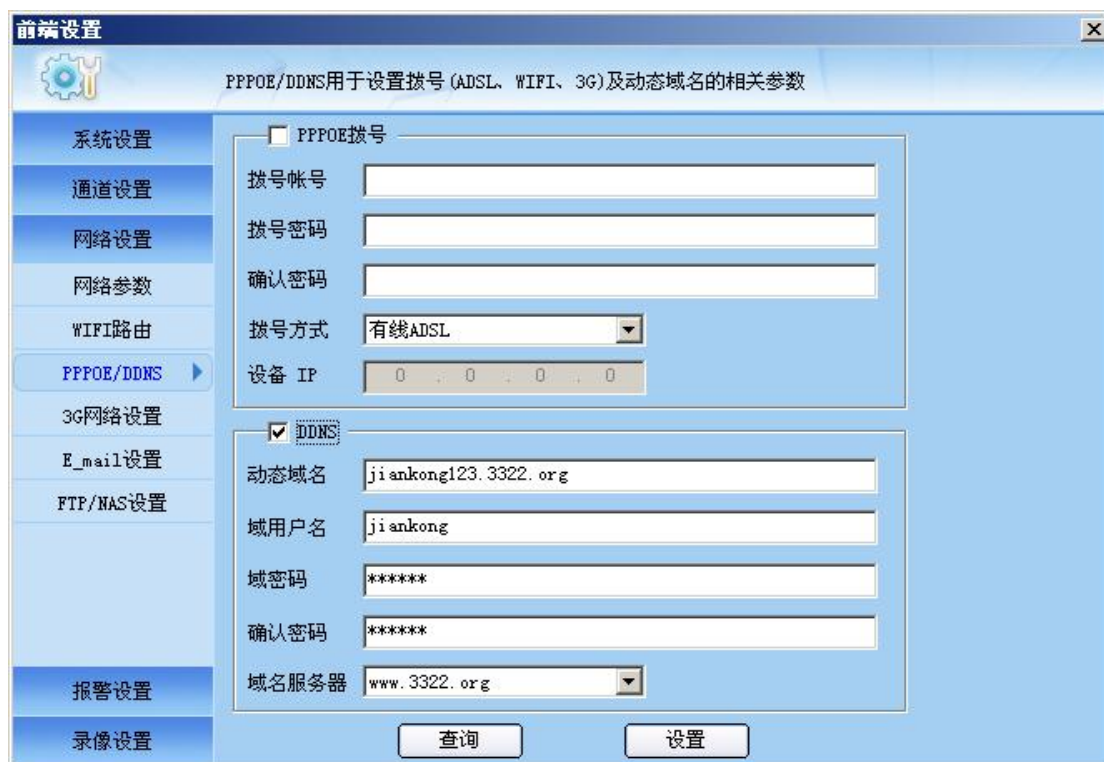 前端设置
PPPOE/DDNS用于设置拨号(ADSL、WIFI、3G)及动态域名的相关参数
系统设置
通道设置
网络设置
网络参数
WIFI路由
PPPOE/DDNS
3G网络设置
E_mail设置
FTP/NAS设置
报警设置
录像设置
PPPOE拨号
拨号帐号
拨号密码
确认密码
拨号方式 有线ADSL
设备 IP 0 . 0 . 0 . 0
DDNS
动态域名 jiankong123.3322.org
域用户名 jiankong
域密码 ******
确认密码 ******
域名服务器 www.3322.org
查询 设置